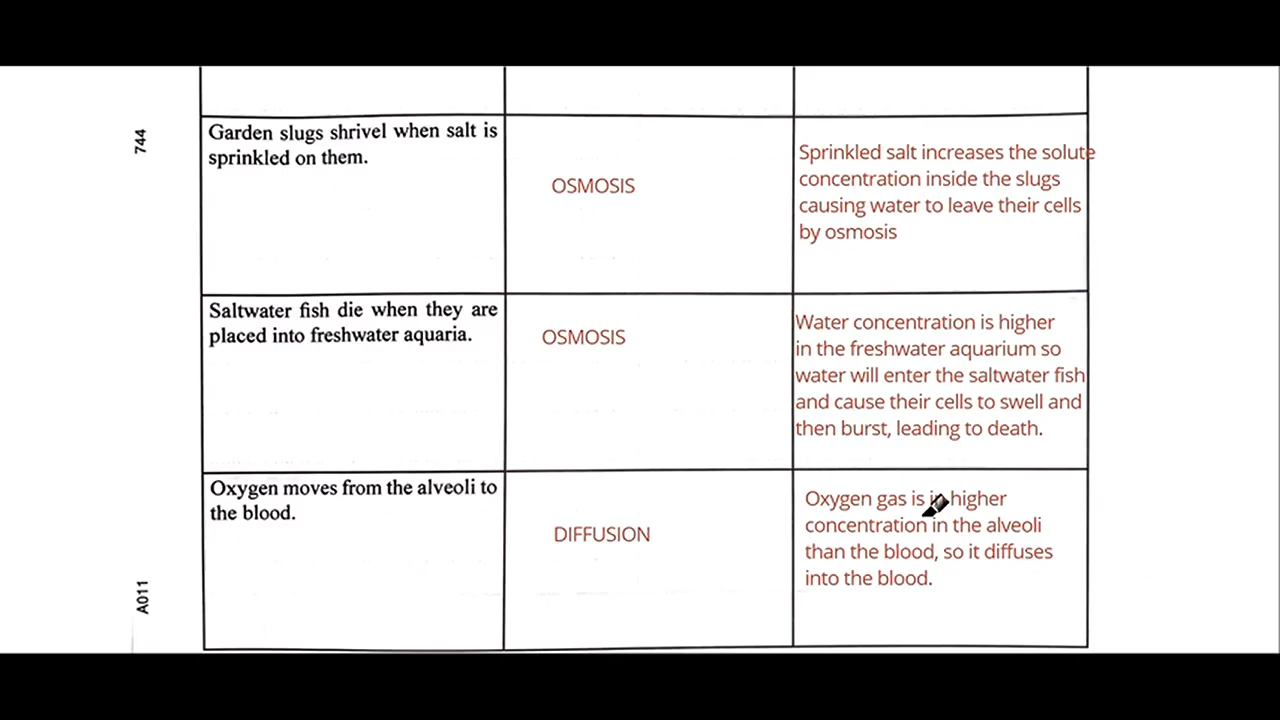 744
Garden slugs shrivel when salt is
sprinkled on them.
OSMOSIS
Sprinkled salt increases the solute
concentration inside the slugs
causing water to leave their cells
by osmosis
Saltwater fish die when they are
placed into freshwater aquaria.
OSMOSIS
Water concentration is higher
in the freshwater aquarium so
water will enter the saltwater fish
and cause their cells to swell and
then burst, leading to death.
Oxygen moves from the alveoli to
the blood.
DIFFUSION
Oxygen gas is in higher
concentration in the alveoli
than the blood, so it diffuses
into the blood.
A011